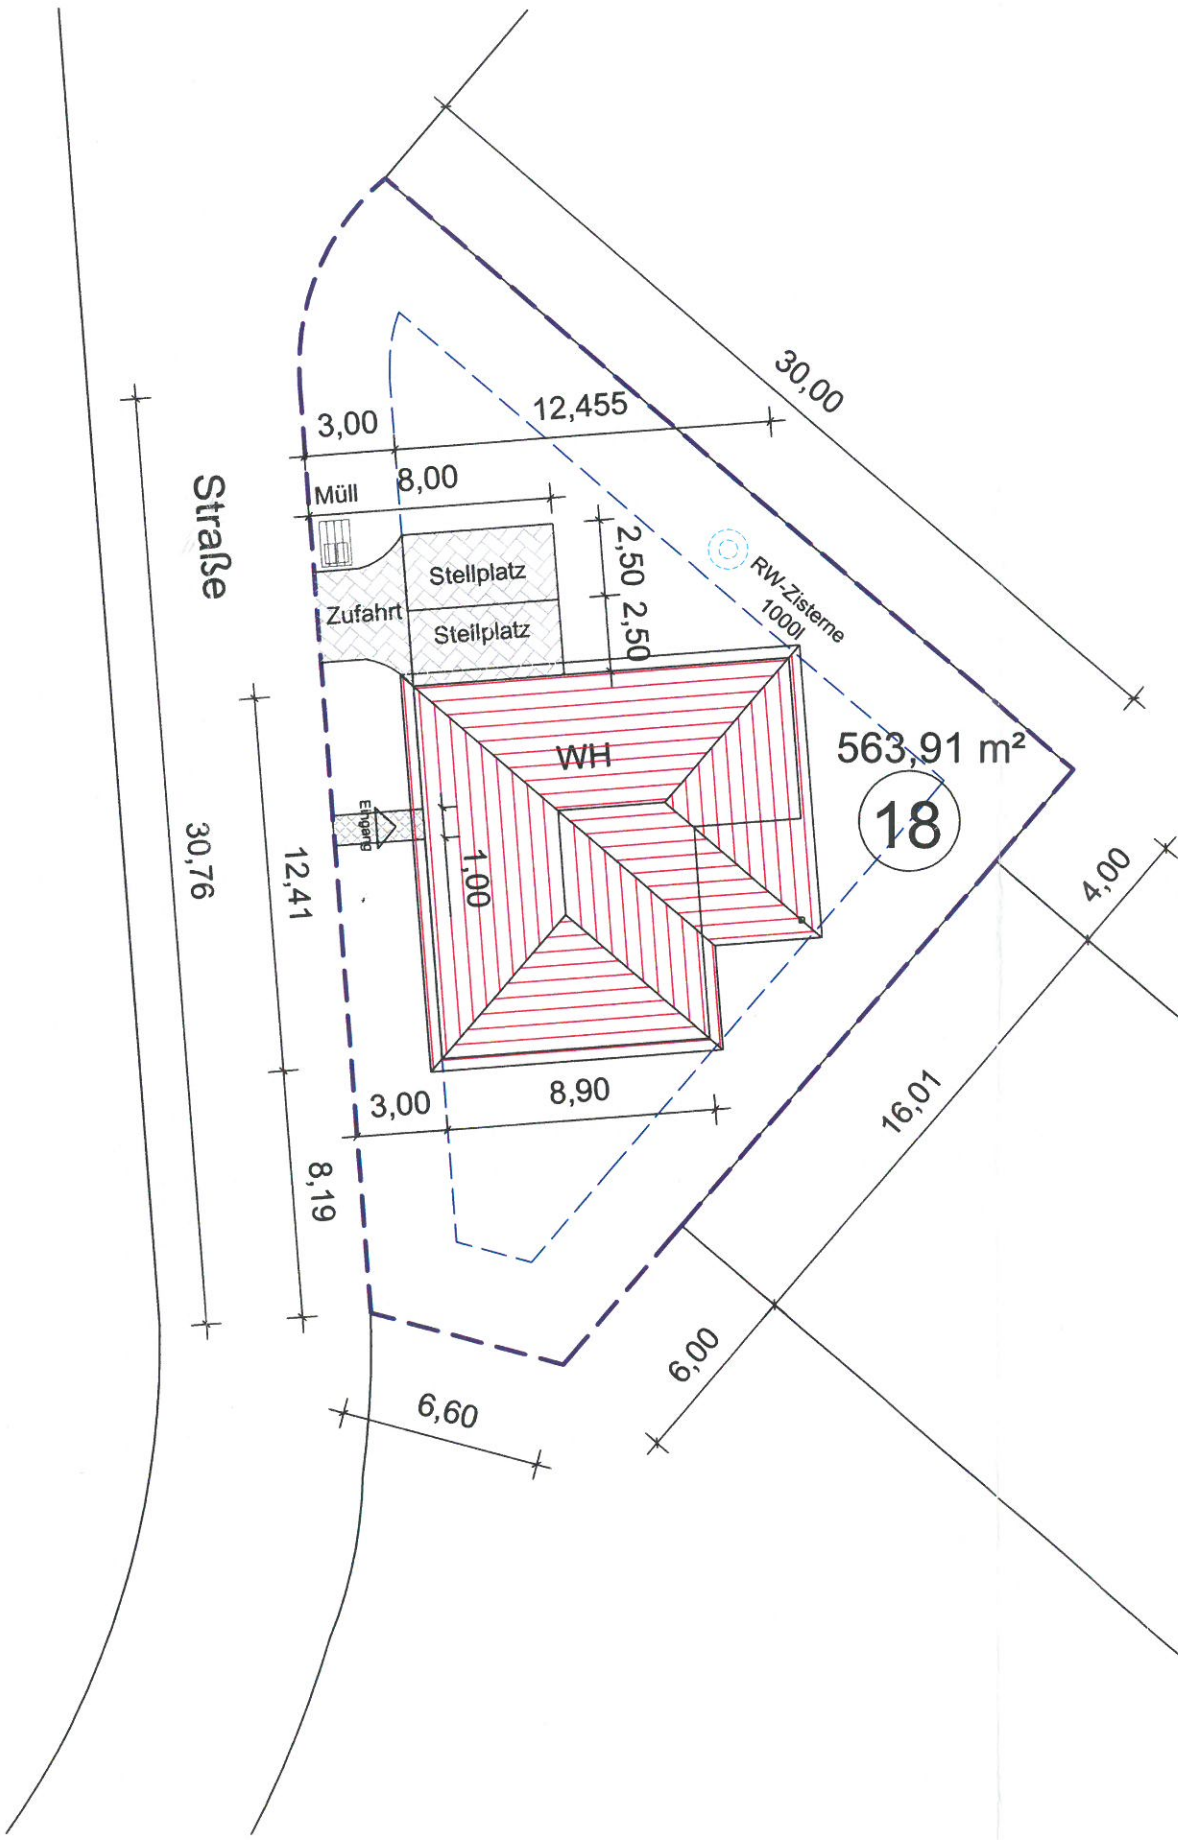 30,00
12,455
3,00
8,00
Müll
Straße
2,50
2,50
Stellplatz
Stellplatz
Zufahrt
RW-Zisterne
1000l
WH
563,91 m²
18
Eingang
1,00
30,76
12,41
4,00
16,01
3,00
8,90
8,19
6,00
6,60